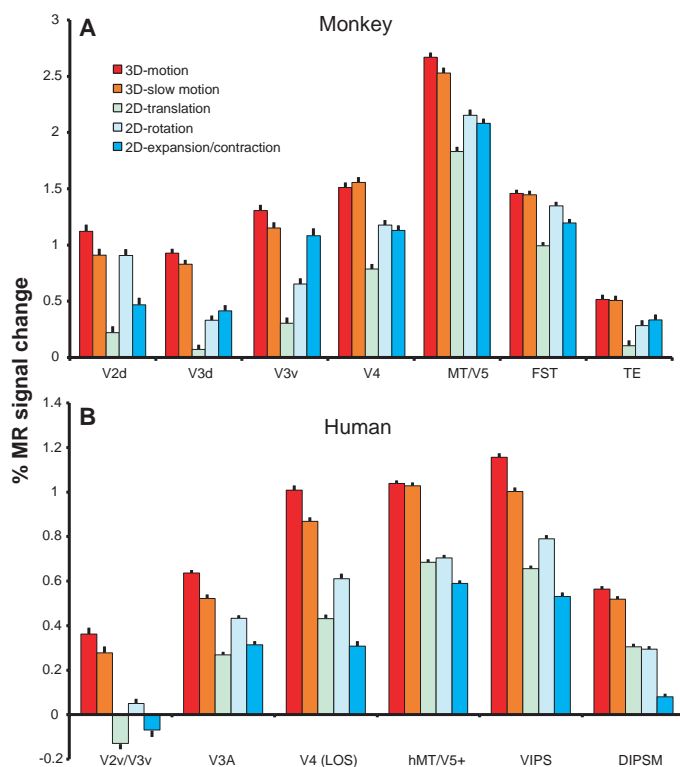 A
Monkey
3D-motion
3D-slow motion
2D-translation
2D-rotation
2D-expansion/contraction
3
2.5
2
1.5
1
0.5
0
V2d V3d V3v V4 MT/V5 FST TE
% MR signal change
B
Human
1.4
1.2
1
0.8
0.6
0.4
0.2
0
-0.2
V2v/V3v V3A V4 (LOS) hMT/V5+ VIPS DIPSM